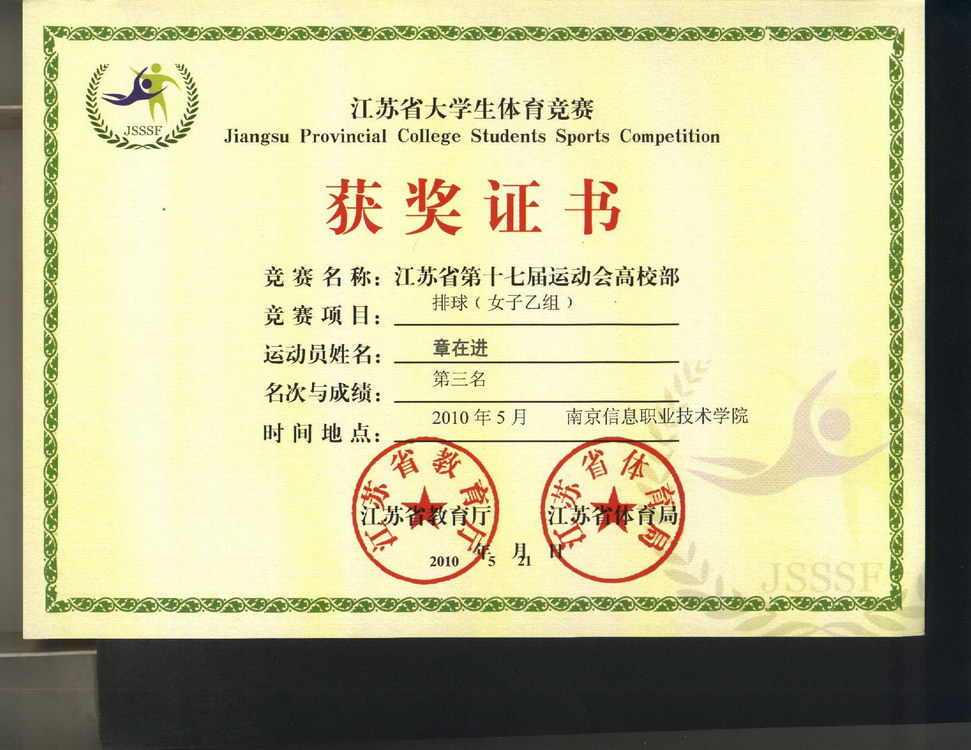 JSSSF
江苏省大学生体育竞赛
Jiangsu Provincial College Students Sports Competition
获奖证书
竞赛名称：江苏省第十七届运动会高校部
竞赛项目：排球（女子乙组）
运动员姓名：章在进
名次与成绩：第三名
时间地点：2010年5月 南京信息职业技术学院
江苏省教育厅
江苏省体育局
江苏省教育厅 江苏省体育局
2010年5月21日
JSSSF